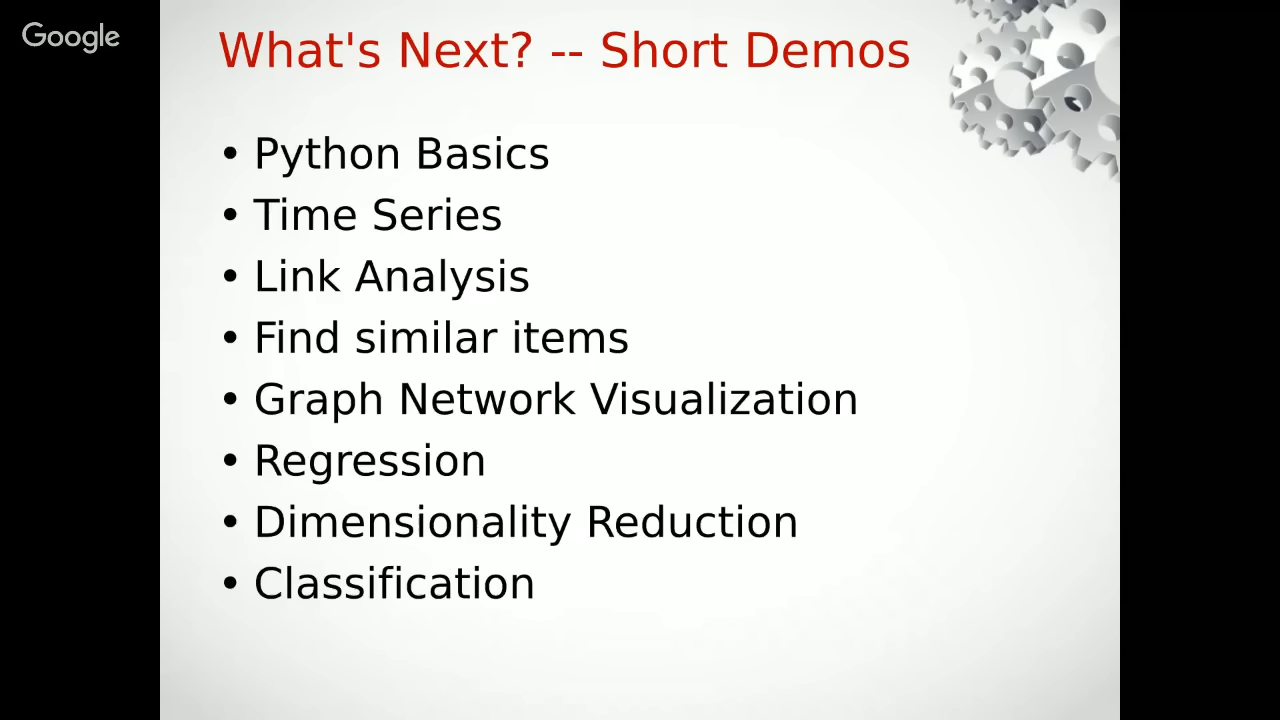 Google
What's Next? -- Short Demos
• Python Basics
• Time Series
• Link Analysis
• Find similar items
• Graph Network Visualization
• Regression
• Dimensionality Reduction
• Classification